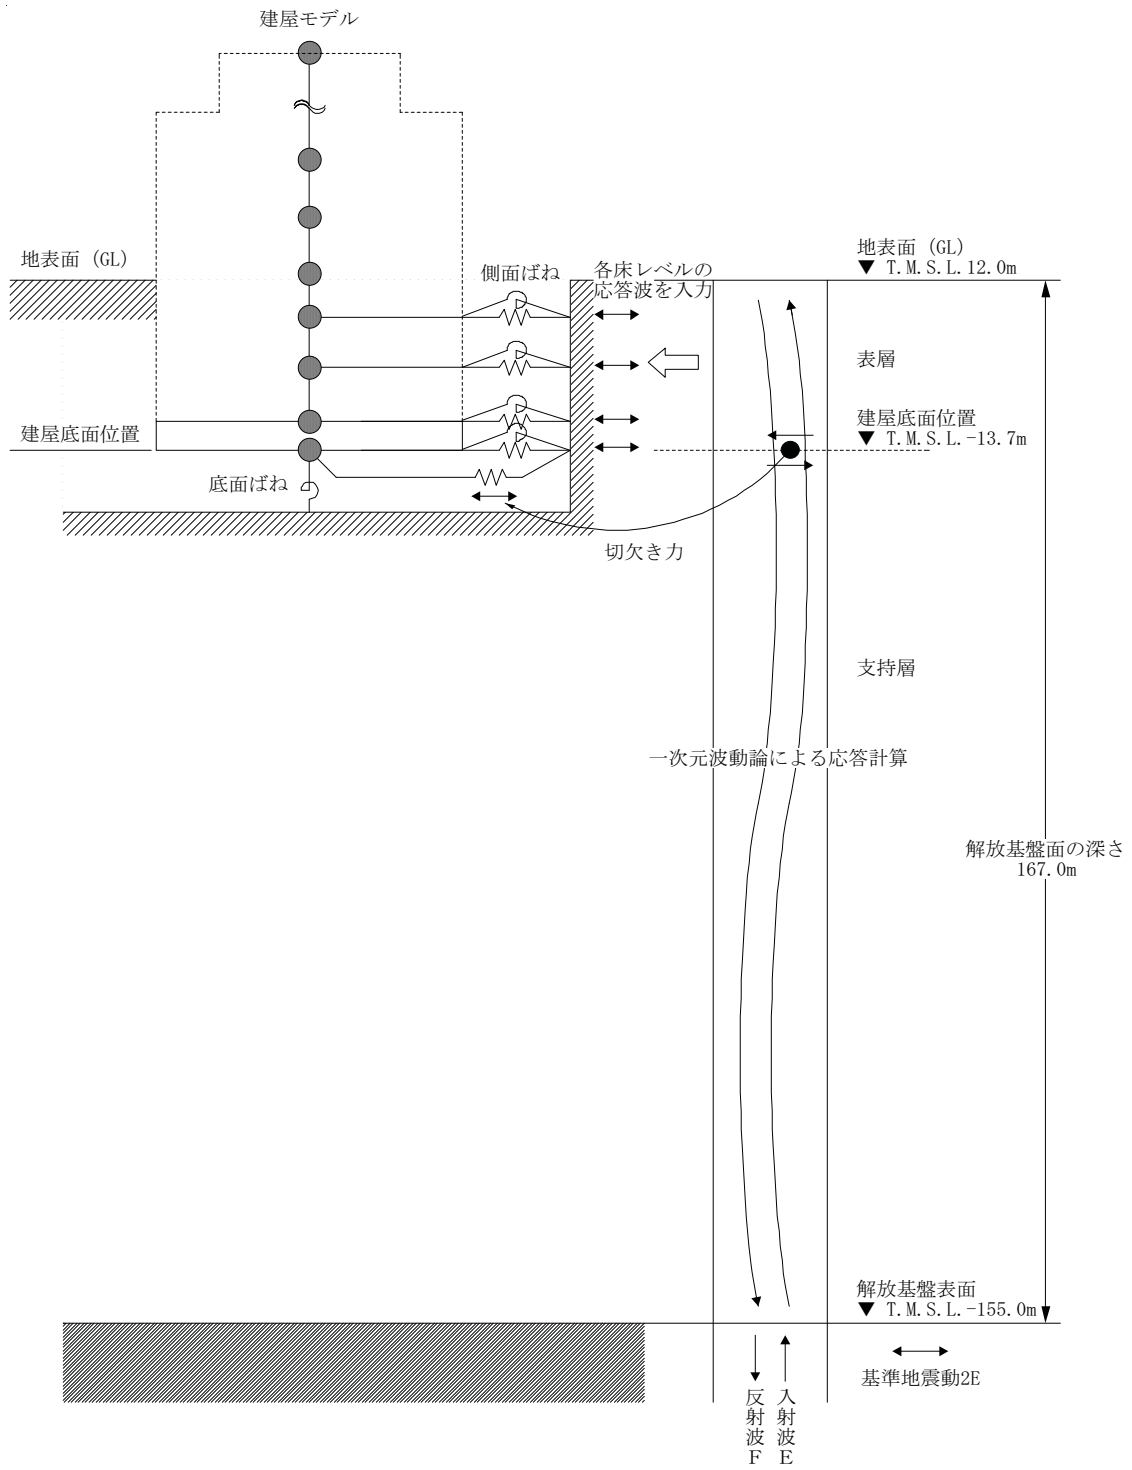 建屋モデル
地表面（GL）
側面ばね
各床レベルの
応答波を入力
地表面（GL）
▼ T.M.S.L.12.0m
表層
建屋底面位置
建屋底面位置
▼ T.M.S.L.-13.7m
底面ばね
切欠き力
支持層
一次元波動論による応答計算
解放基盤面の深さ
167.0m
解放基盤表面
▼ T.M.S.L.-155.0m
基準地震動2E
反射波F
入射波E